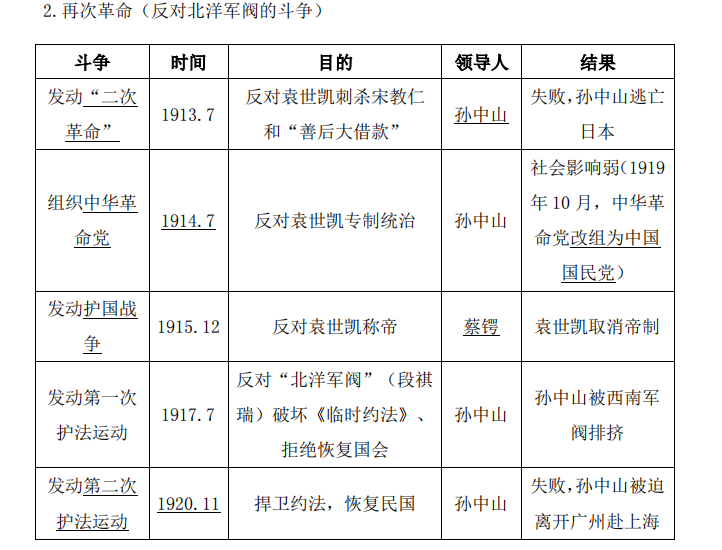 2.再次革命（反对北洋军阀的斗争）
斗争 时间 目的 领导人 结果
发动“二次
革命”
1913.7
反对袁世凯刺杀宋教仁
和“善后大借款”
孙中山
失败，孙中山逃亡
日本
组织中华革
命党
1914.7
反对袁世凯专制统治
孙中山
社会影响弱（1919
年 10 月，中华革
命党改组为中国
国民党）
发动护国战
争
1915.12
反对袁世凯称帝
蔡锷
袁世凯取消帝制
发动第一次
护法运动
1917.7
反对“北洋军阀”（段祺
瑞）破坏《临时约法》、
拒绝恢复国会
孙中山
孙中山被西南军
阀排挤
发动第二次
护法运动
1920.11
捍卫约法，恢复民国
孙中山
失败，孙中山被迫
离开广州赴上海